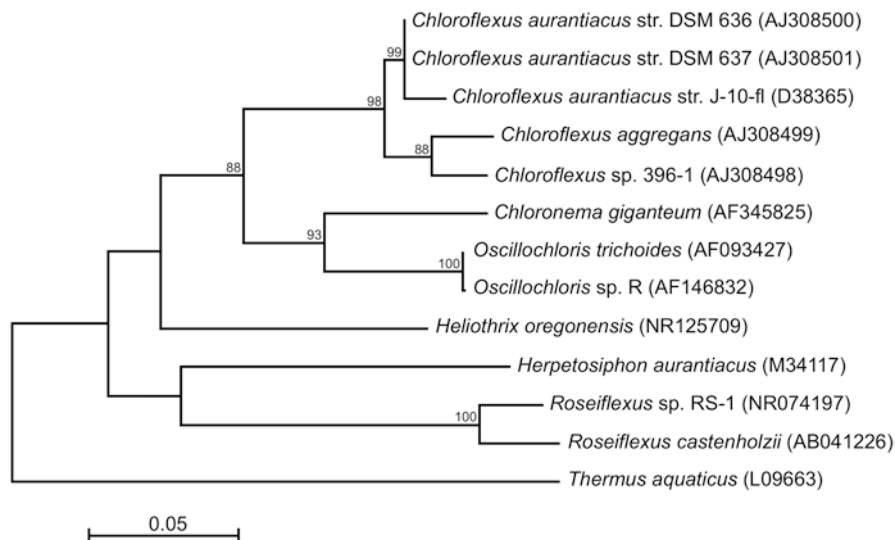 Chloroflexus aurantiacus str. DSM 636 (AJ308500)
99
Chloroflexus aurantiacus str. DSM 637 (AJ308501)
Chloroflexus aurantiacus str. J-10-fl (D38365)
98
Chloroflexus aggregans (AJ308499)
88
Chloroflexus sp. 396-1 (AJ308498)
88
Chloronema giganteum (AF345825)
93
Oscillochloris trichoides (AF093427)
100
Oscillochloris sp. R (AF146832)
Heliothrix oregonensis (NR125709)
Herpetosiphon aurantiacus (M34117)
Roseiflexus sp. RS-1 (NR074197)
100
Roseiflexus castenholzii (AB041226)
Thermus aquaticus (L09663)
0.05